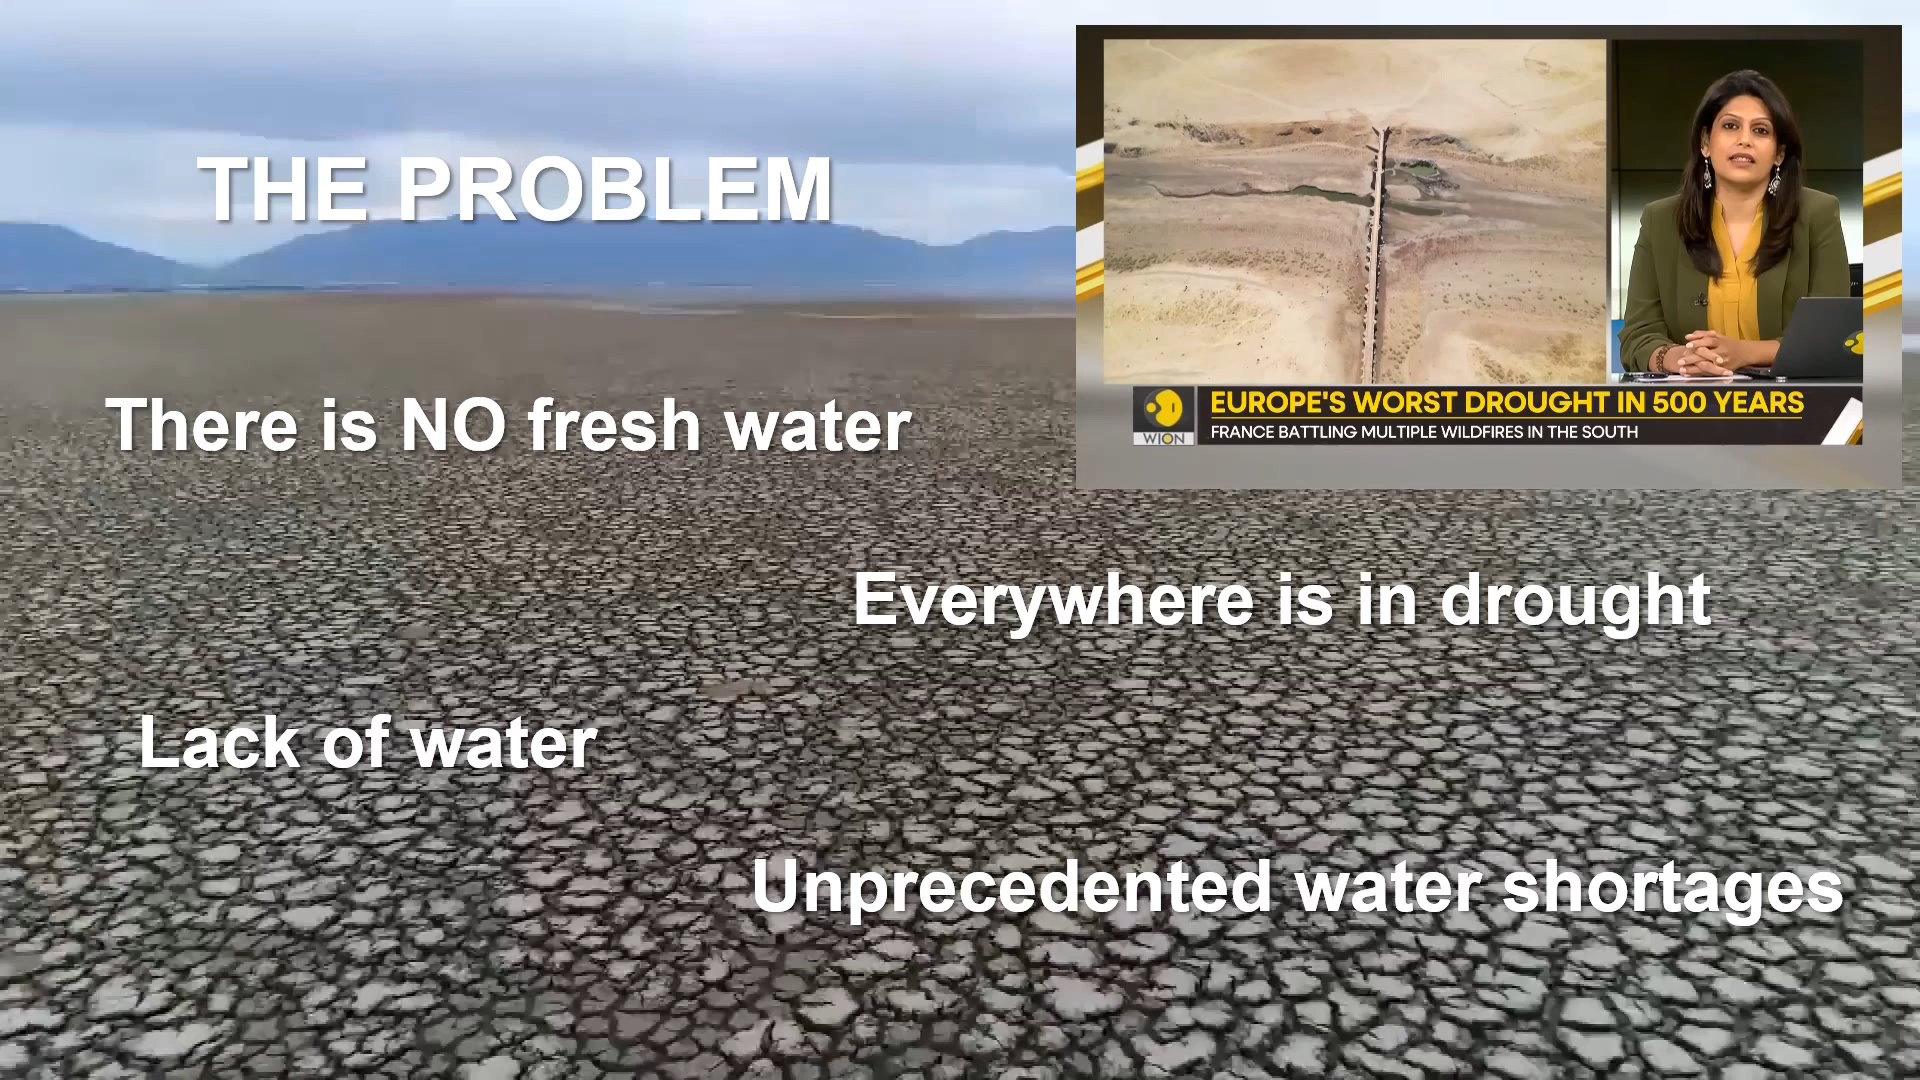 THE PROBLEM
EUROPE'S WORST DROUGHT IN 500 YEARS
FRANCE BATTLING MULTIPLE WILDFIRES IN THE SOUTH
WION
There is NO fresh water
Everywhere is in drought
Lack of water
Unprecedented water shortages